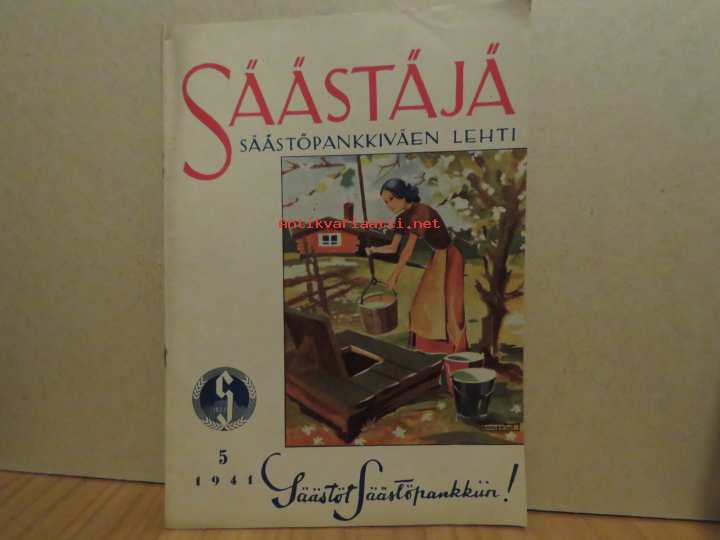 SÄÄSTÄJÄ
SÄÄSTÖPANKKIVÄEN LEHTI
Antikvariaatti.net
S
5
1941
Säästöt Säästöpankkiin!